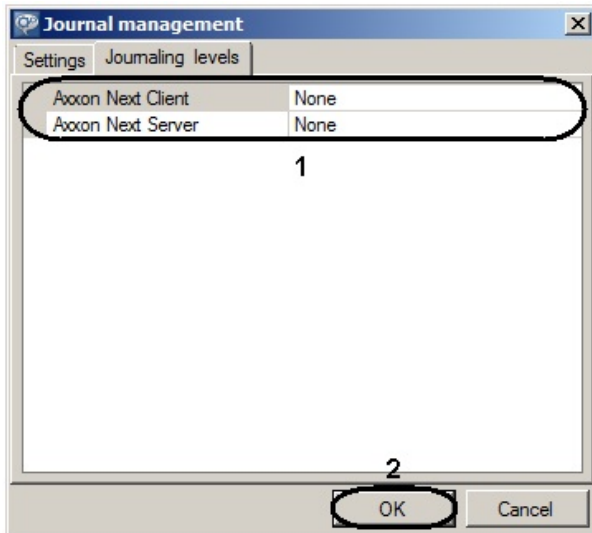 Journal management
Settings Journaling levels
Axxon Next Client None
Axxon Next Server None
1
2
OK Cancel